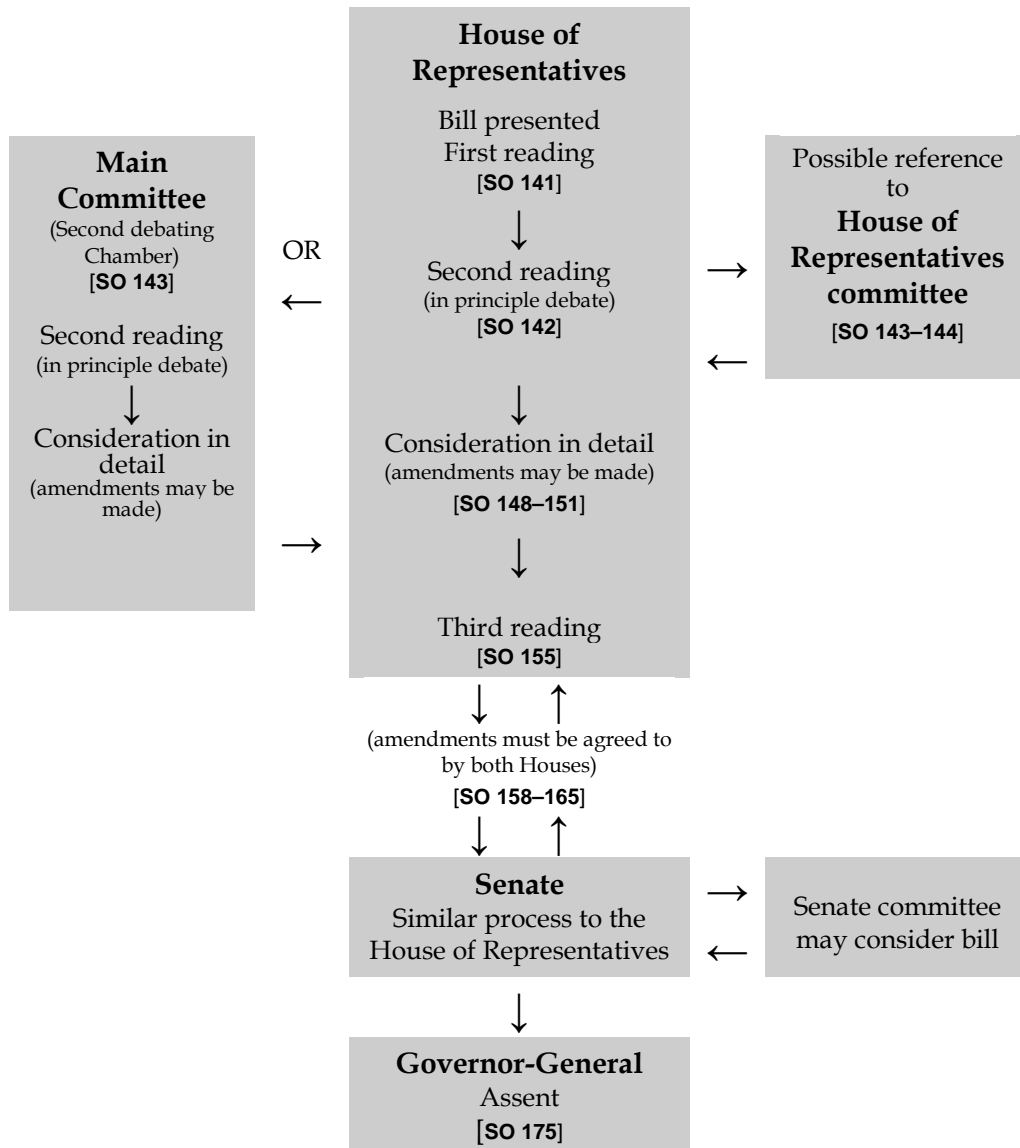 House of
Representatives
Bill presented
First reading
[SO 141]
↓
Second reading
(in principle debate)
[SO 142]
↓
Consideration in detail
(amendments may be made)
[SO 148–151]
↓
Third reading
[SO 155]
Main
Committee
(Second debating
Chamber)
[SO 143]
Second reading
(in principle debate)
↓
Consideration in
detail
(amendments may be
made)
OR
←
→
Possible reference
to
House of
Representatives
committee
[SO 143–144]
→
←
↓ ↑
(amendments must be agreed to
by both Houses)
[SO 158–165]
↓ ↑
Senate
Similar process to the
House of Representatives
→
←
Senate committee
may consider bill
↓
Governor-General
Assent
[SO 175]